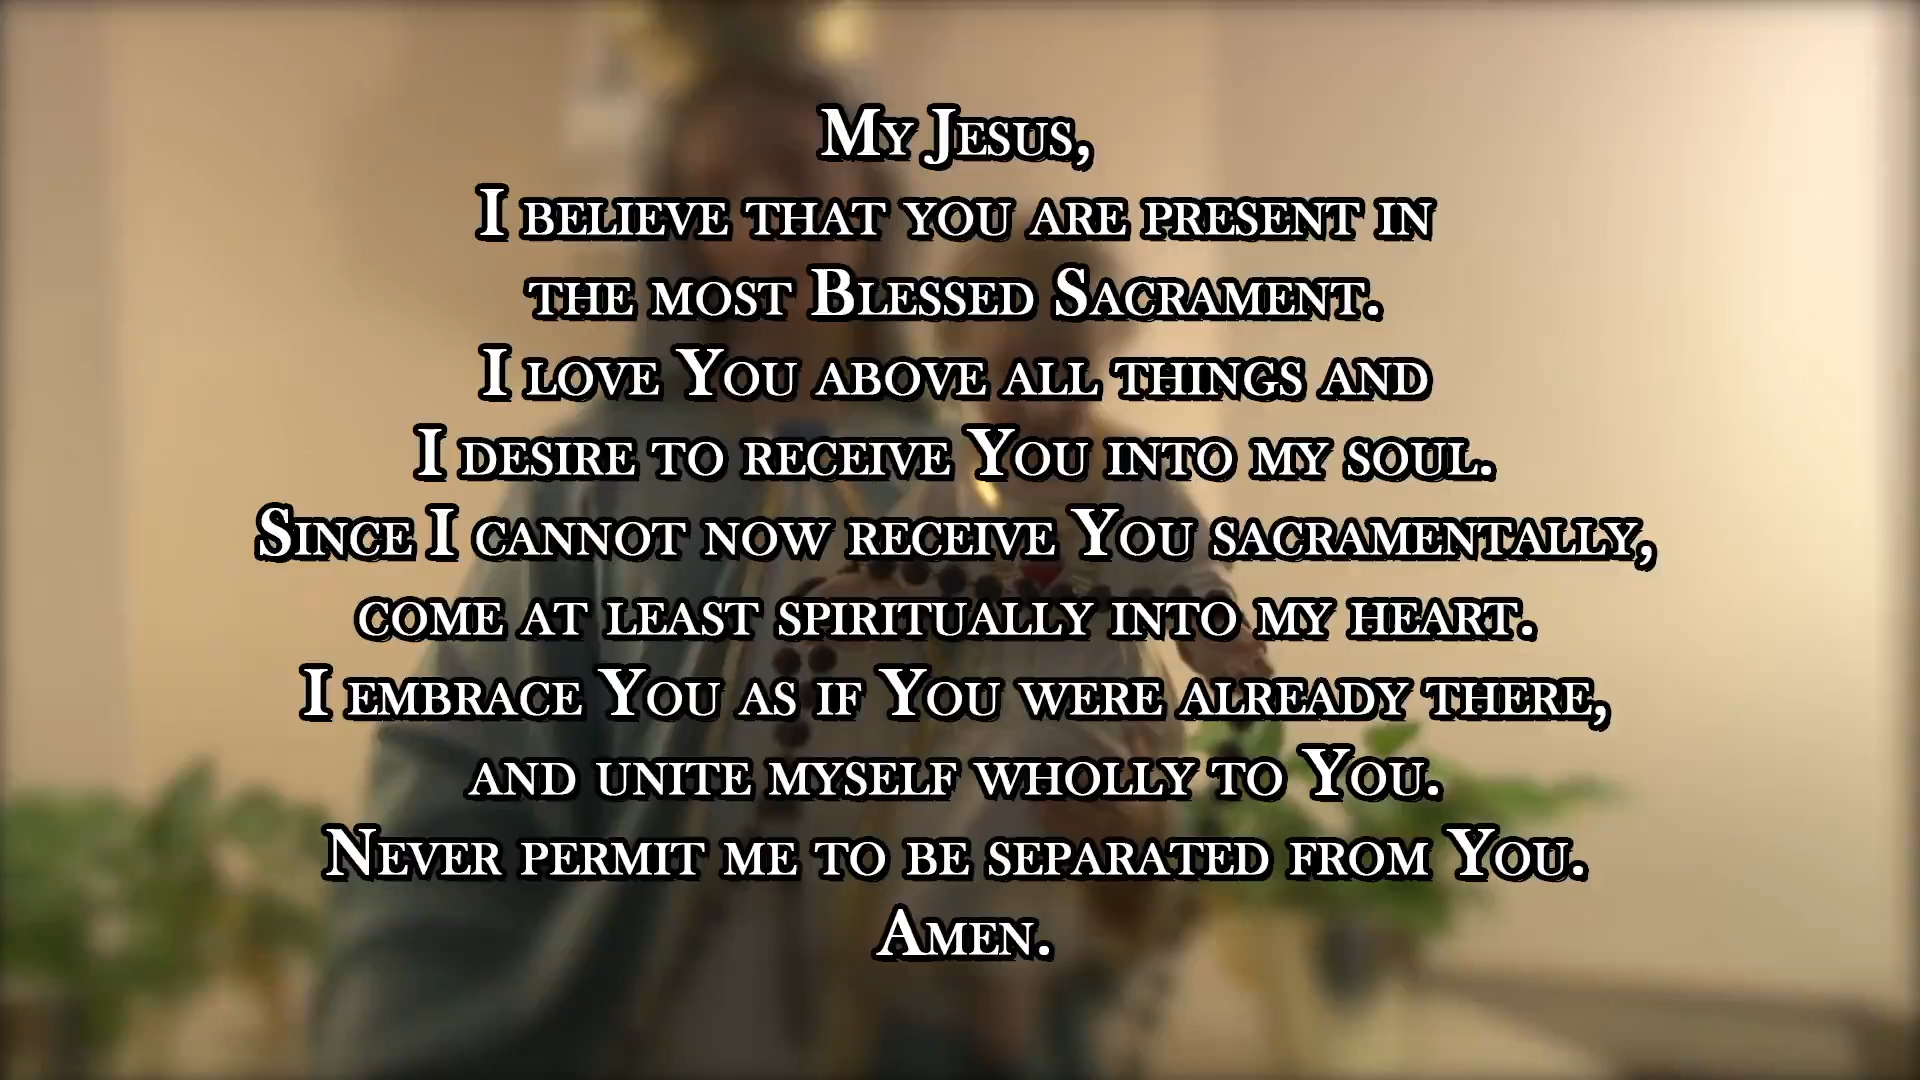 My Jesus,
I believe that you are present in
the most Blessed Sacrament.
I love You above all things and
I desire to receive You into my soul.
Since I cannot now receive You sacramentally,
come at least spiritually into my heart.
I embrace You as if You were already there,
and unite myself wholly to You.
Never permit me to be separated from You.
Amen.